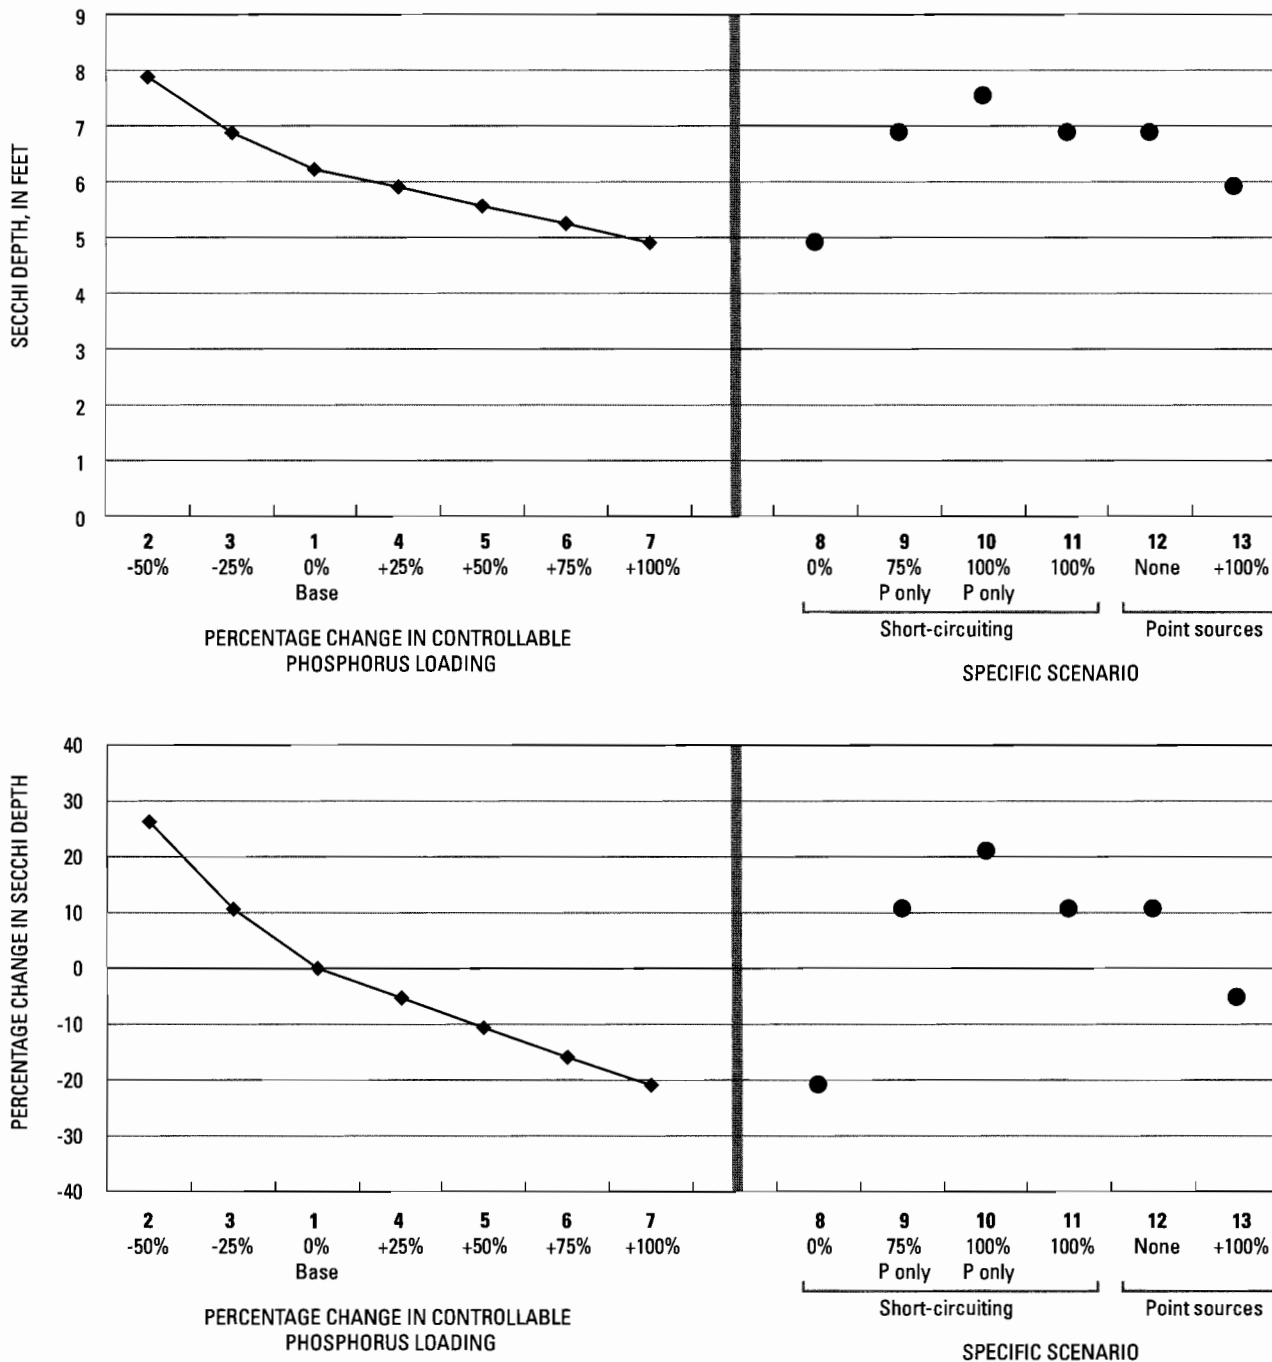 SECCHI DEPTH, IN FEET
9
8
7
6
5
4
3
2
1
0
2 3 1 4 5 6 7 8 9 10 11 12 13
-50% -25% 0% +25% +50% +75% +100% 0% 75% 100% 100% None +100%
Base P only P only
Short-circuiting Point sources
PERCENTAGE CHANGE IN CONTROLLABLE
PHOSPHORUS LOADING
SPECIFIC SCENARIO
PERCENTAGE CHANGE IN SECCHI DEPTH
40
30
20
10
0
-10
-20
-30
-40
2 3 1 4 5 6 7 8 9 10 11 12 13
-50% -25% 0% +25% +50% +75% +100% 0% 75% 100% 100% None +100%
Base P only P only
Short-circuiting Point sources
PERCENTAGE CHANGE IN CONTROLLABLE
PHOSPHORUS LOADING
SPECIFIC SCENARIO